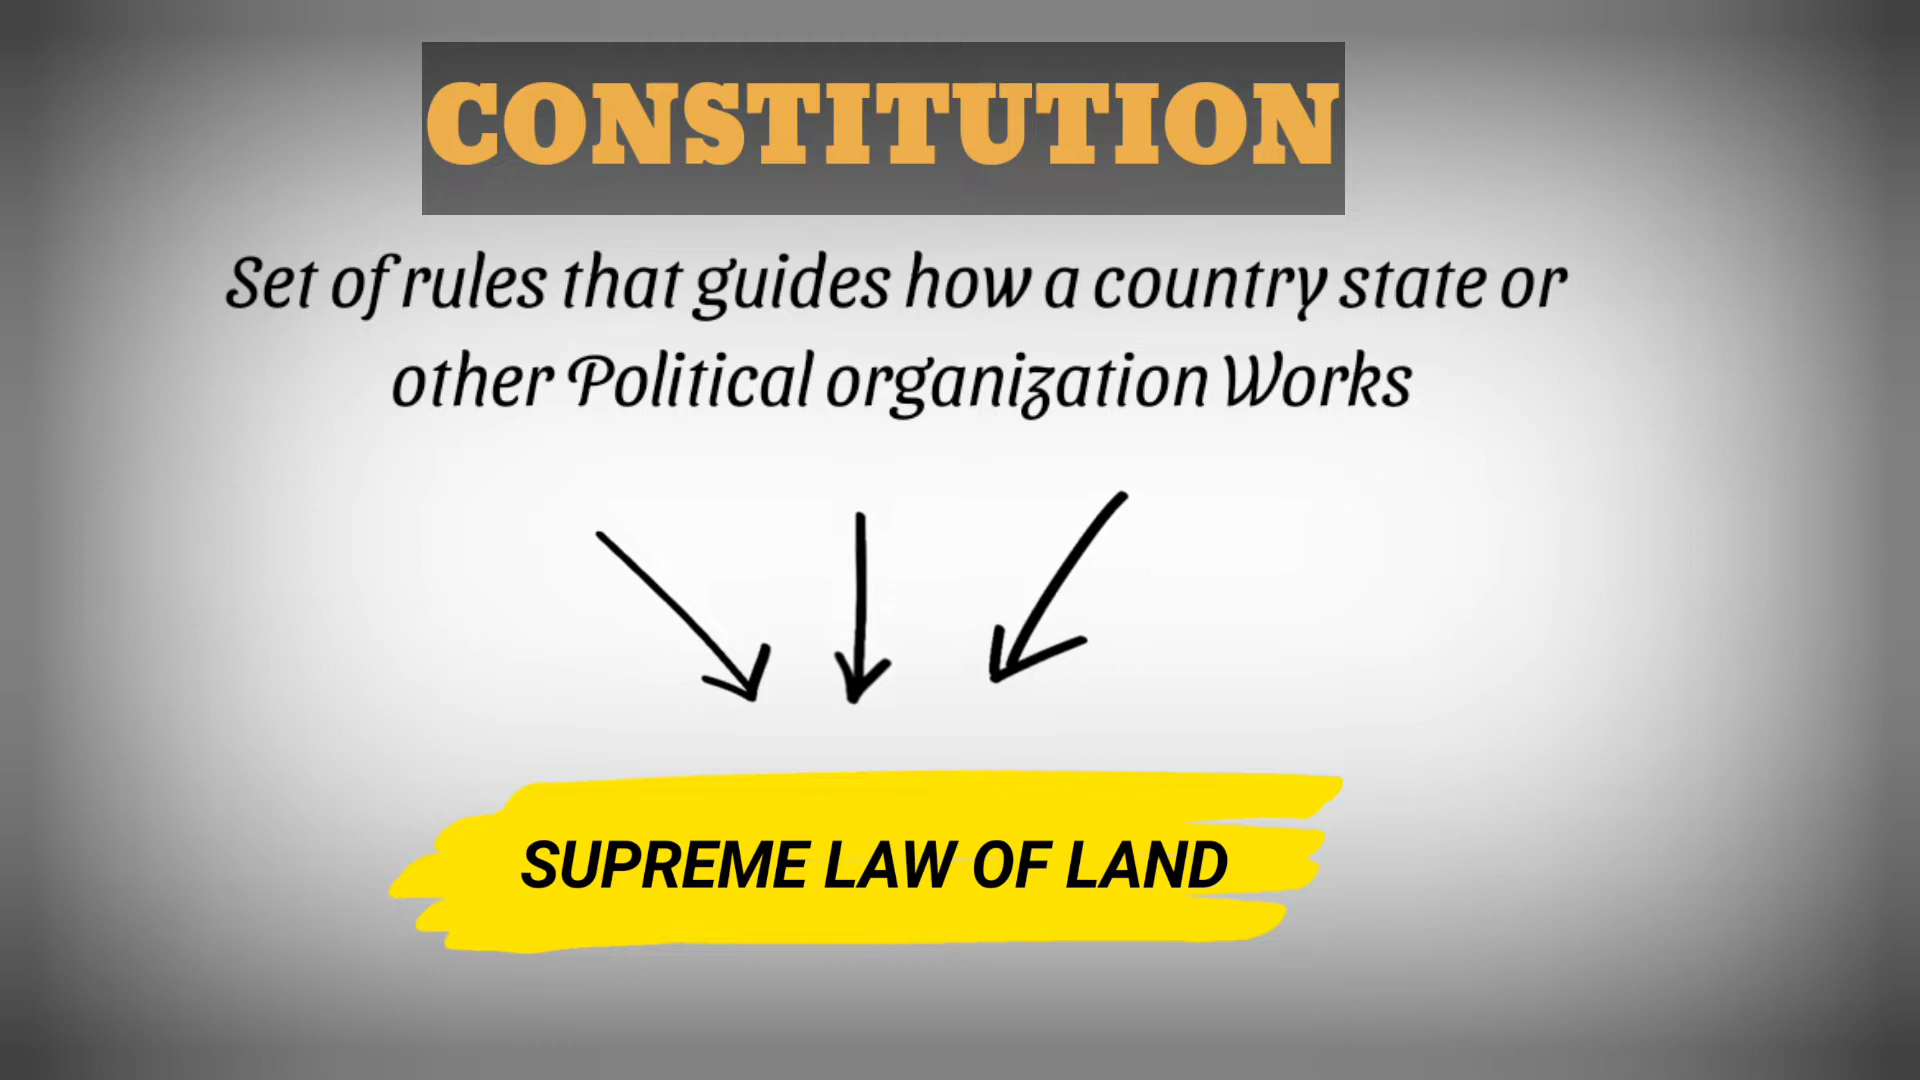 CONSTITUTION
Set of rules that guides how a country state or
other Political organization Works
SUPREME LAW OF LAND